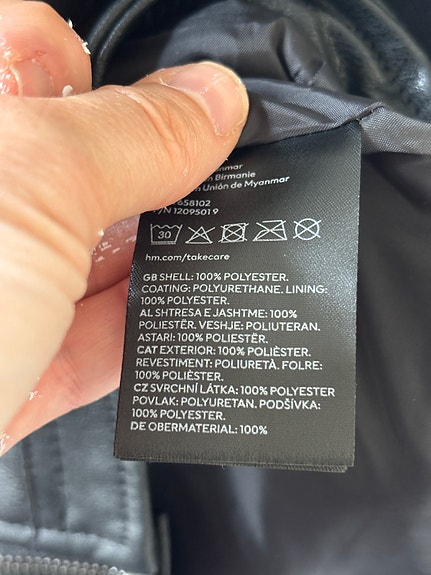 nmar
n Birmanie
n Unión de Myanmar
658102
/N 12095019
30
hm.com/takecare
GB SHELL: 100% POLYESTER.
COATING: POLYURETHANE. LINING:
100% POLYESTER.
AL SHTRESA E JASHTME: 100%
POLIESTËR. VESHJE: POLIUTERAN.
ASTARI: 100% POLIESTËR.
CAT EXTERIOR: 100% POLIÈSTER.
REVESTIMENT: POLIURETÀ. FOLRE:
100% POLIÈSTER.
CZ SVRCHNÍ LÁTKA: 100% POLYESTER
POVLAK: POLYURETAN. PODŠÍVKA:
100% POLYESTER.
DE OBERMATERIAL: 100%